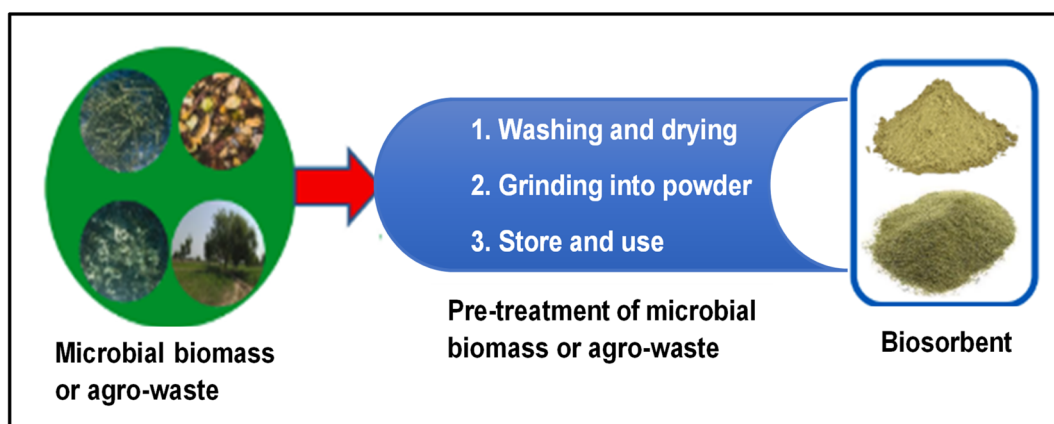 1. Washing and drying
2. Grinding into powder
3. Store and use
Microbial biomass
or agro-waste
Pre-treatment of microbial
biomass or agro-waste
Biosorbent